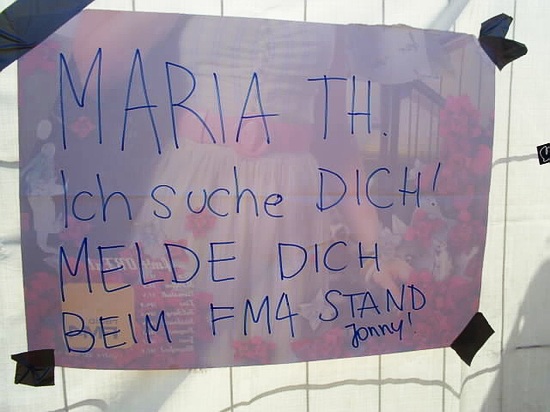 MARIA TH.
Ich suche DICH!
MELDE DICH
BEIM FM4 STAND
Jonny!